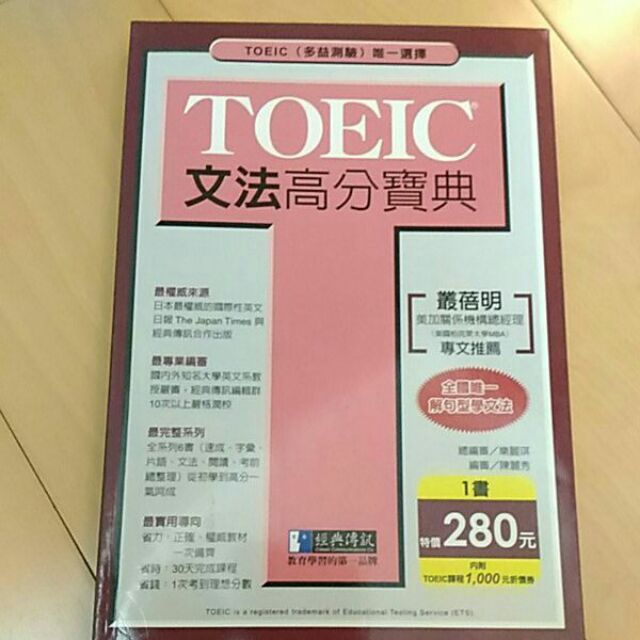 TOEIC（多益測驗）唯一選擇
TOEIC®
文法高分寶典
最權威來源
日本最權威的國際性英文
日報 The Japan Times 與
經典傳訊合作出版
最專業編審
國內外知名大學英文系教
授嚴審，經典傳訊編輯群
10次以上嚴格潤校
最完整系列
全系列6書（速成、字彙、
片語、文法、閱讀、考前
總整理）從初學到高分一
氣呵成
最實用導向
省力：正確、權威教材
一次備齊
省時：30天完成課程
省錢：1次考到理想分數
叢蓓明
美加關係機構總經理
專文推薦
全國唯一
解句型學文法
總編審／樂麗琪
編審／陳麗秀
1書
特價280元
內附
TOEIC課程1,000元折價券
經典傳訊
教育學習的第一品牌
TOEIC is a registered trademark of Educational Testing Service (ETS)